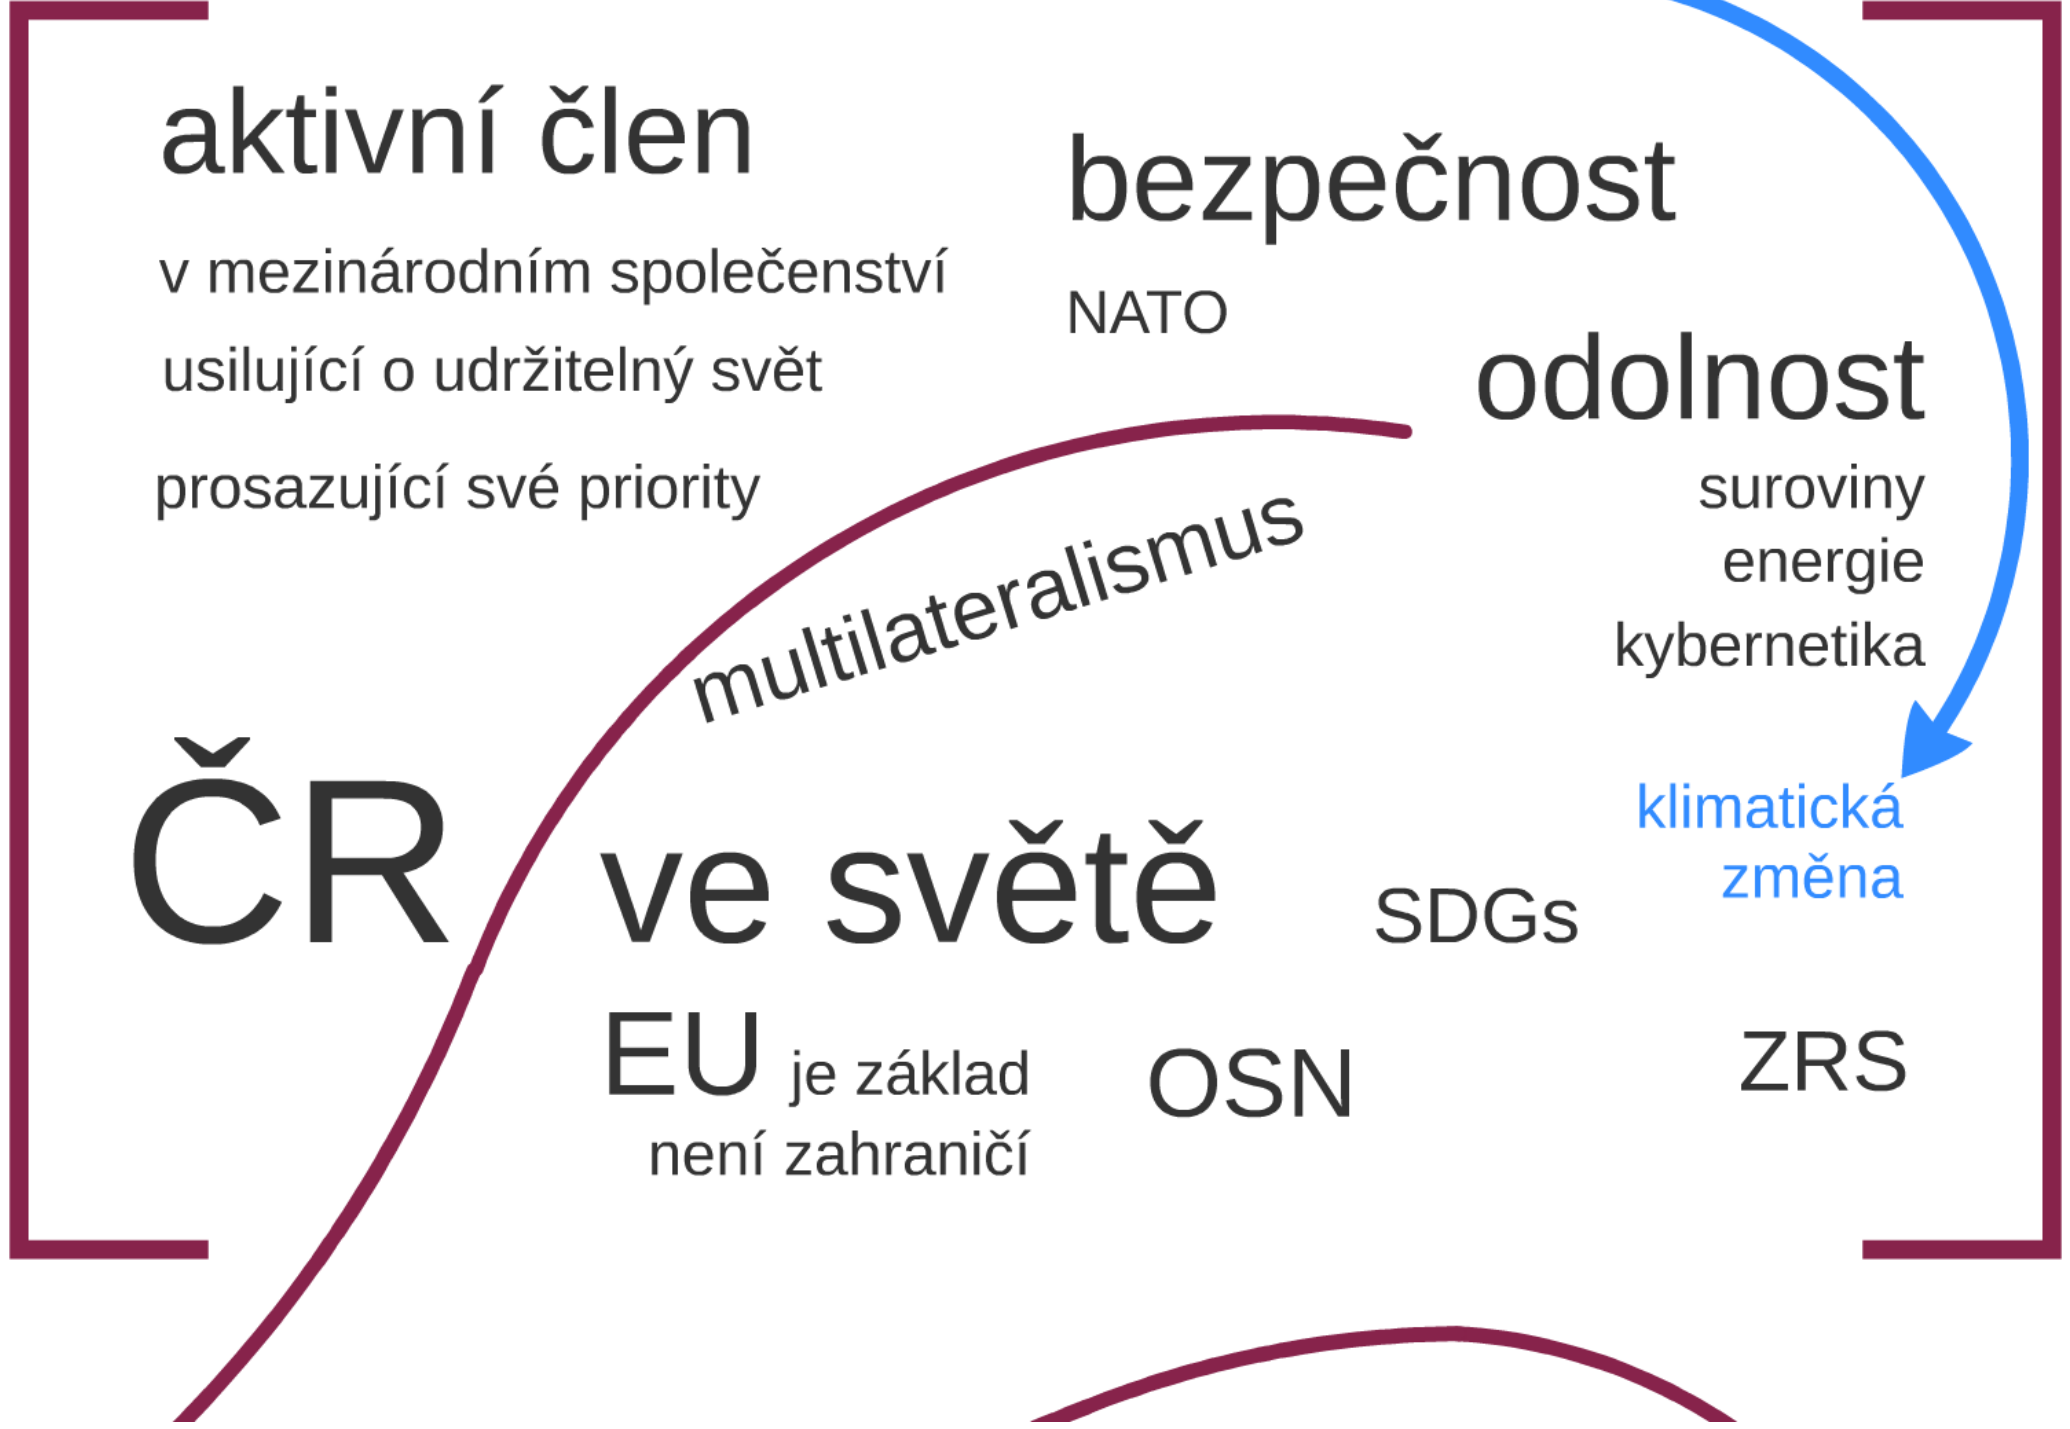 aktivní člen
v mezinárodním společenství
usilující o udržitelný svět
prosazující své priority
bezpečnost
NATO
odolnost
suroviny
energie
kybernetika
multilateralismus
klimatická
změna
ČR ve světě
SDGs
EU je základ
není zahraničí
OSN
ZRS